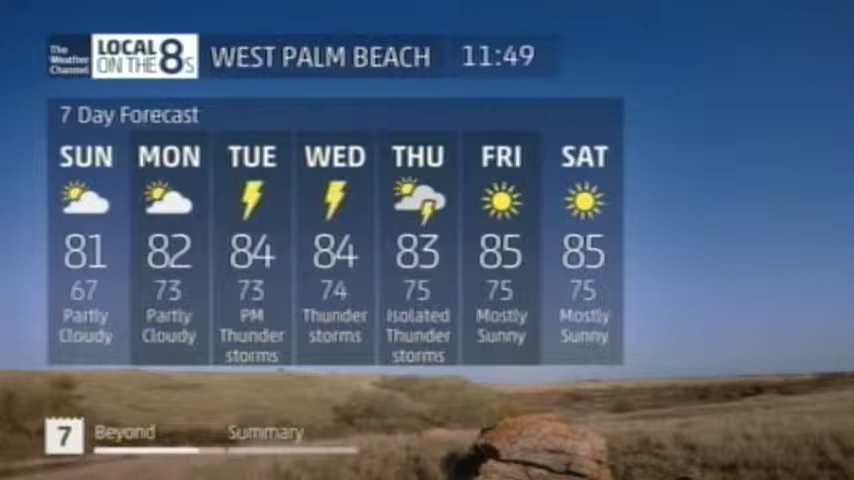 The Weather Channel
LOCAL ON THE 8s
WEST PALM BEACH 11:49
7 Day Forecast
SUN MON TUE WED THU FRI SAT
81 82 84 84 83 85 85
67 73 73 74 75 75 75
Partly Partly PM Thunder Isolated Mostly Mostly
Cloudy Cloudy Thunder storms Thunder Sunny Sunny
storms storms
7 Beyond Summary